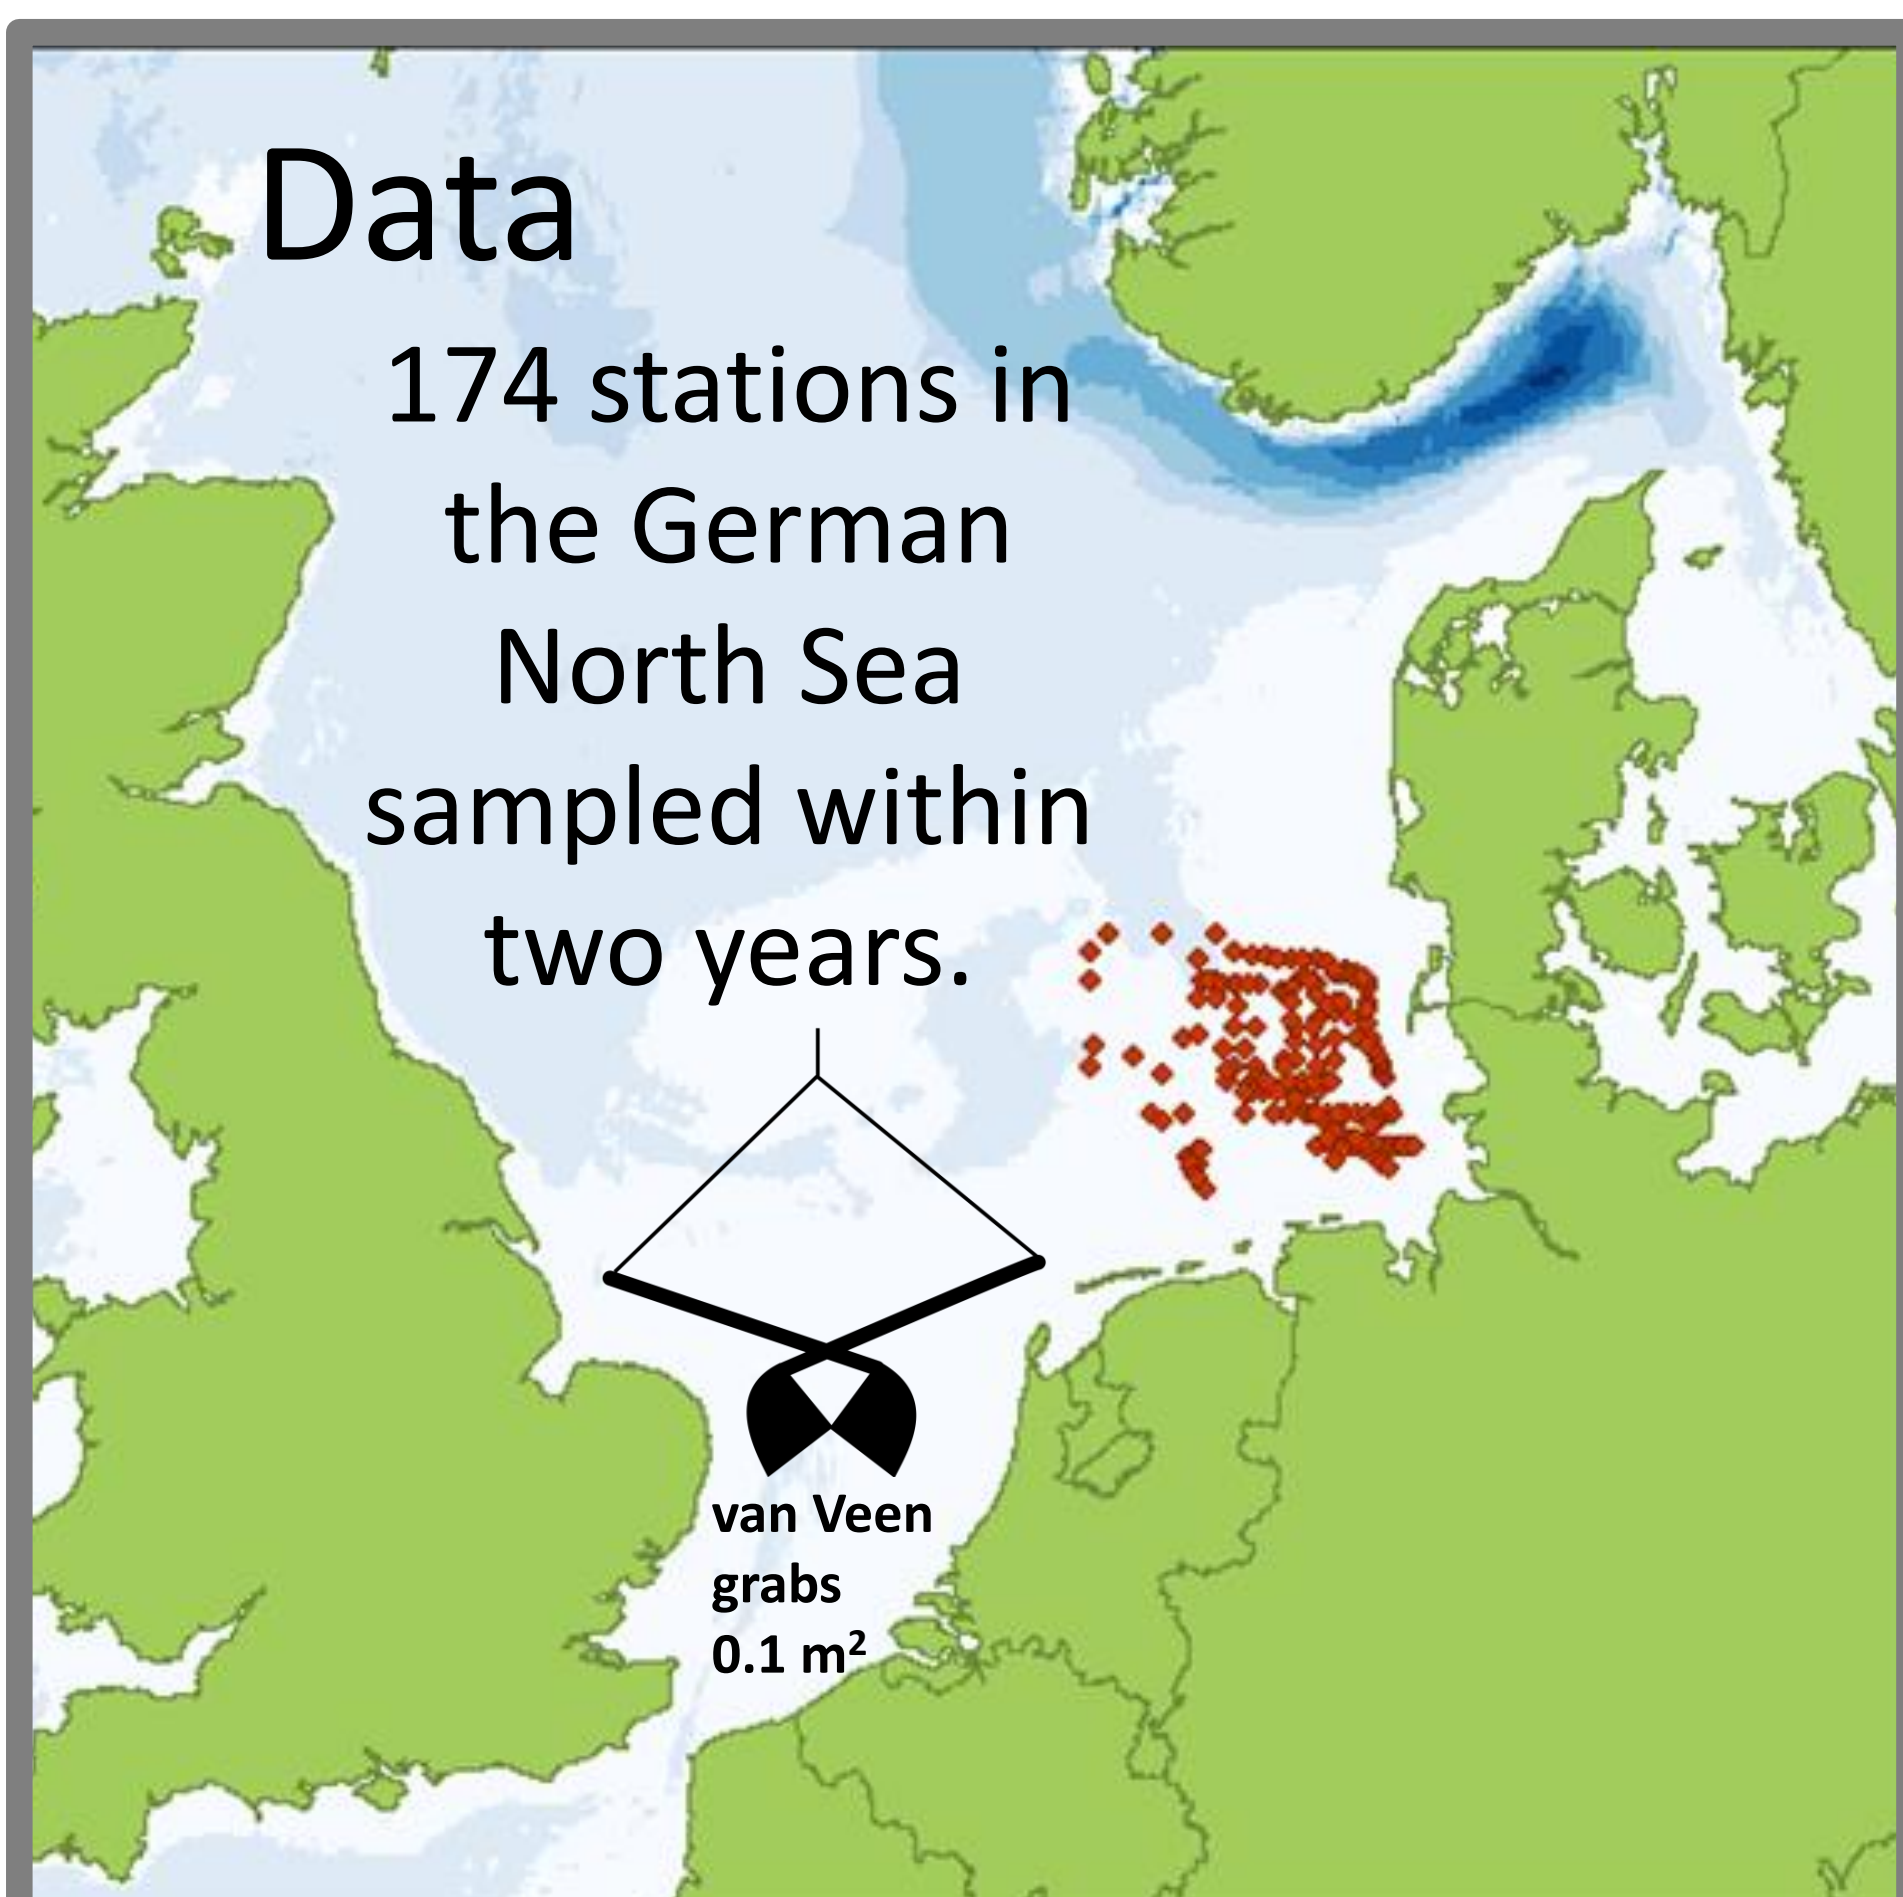 Data
174 stations in
the German
North Sea
sampled within
two years.
van Veen
grabs
0.1 m²